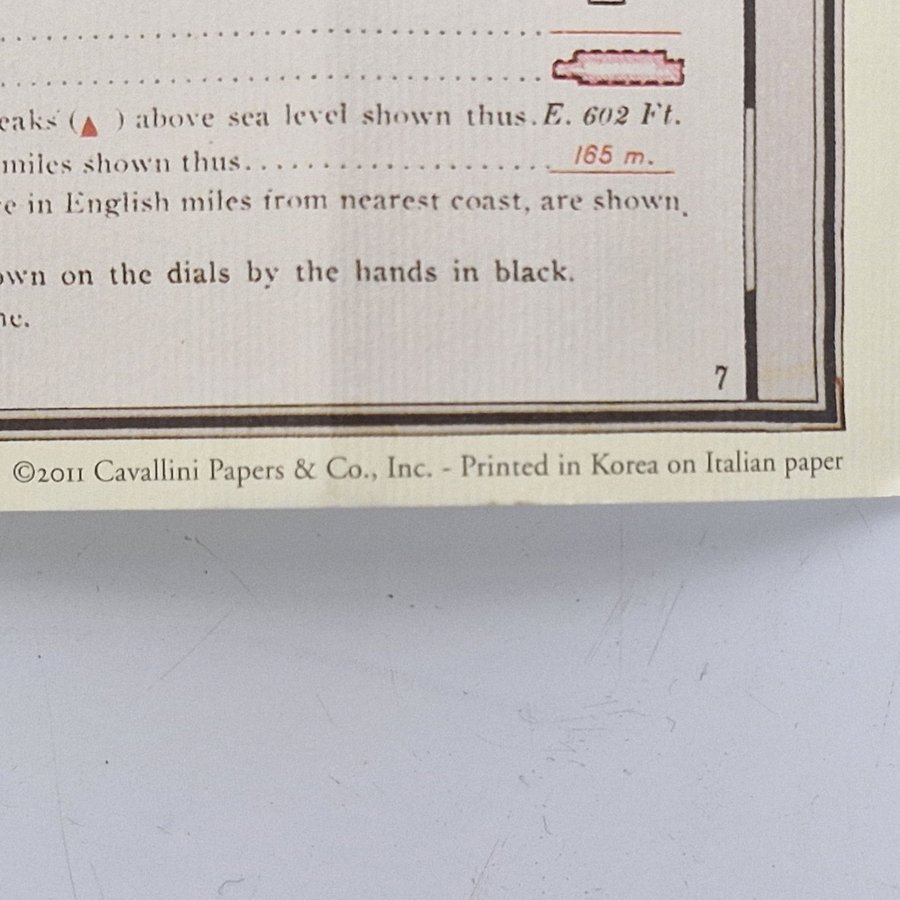 eaks (▲ ) above sea level shown thus. E. 602 Ft.
miles shown thus........................ 165 m.
e in English miles from nearest coast, are shown.
own on the dials by the hands in black.
7
©2011 Cavallini Papers & Co., Inc. - Printed in Korea on Italian paper